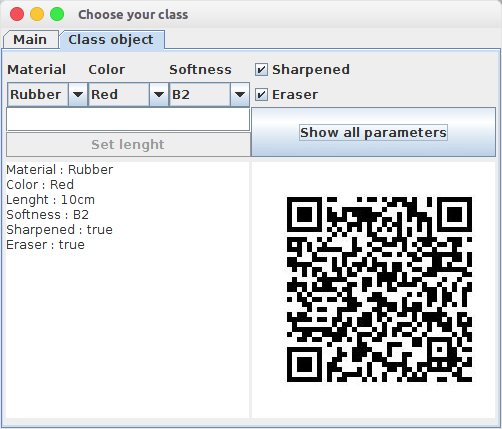 Choose your class
Main Class object
Material Color Softness Sharpened
Rubber Red B2 Eraser
Set lenght
Show all parameters
Material : Rubber
Color : Red
Lenght : 10cm
Softness : B2
Sharpened : true
Eraser : true